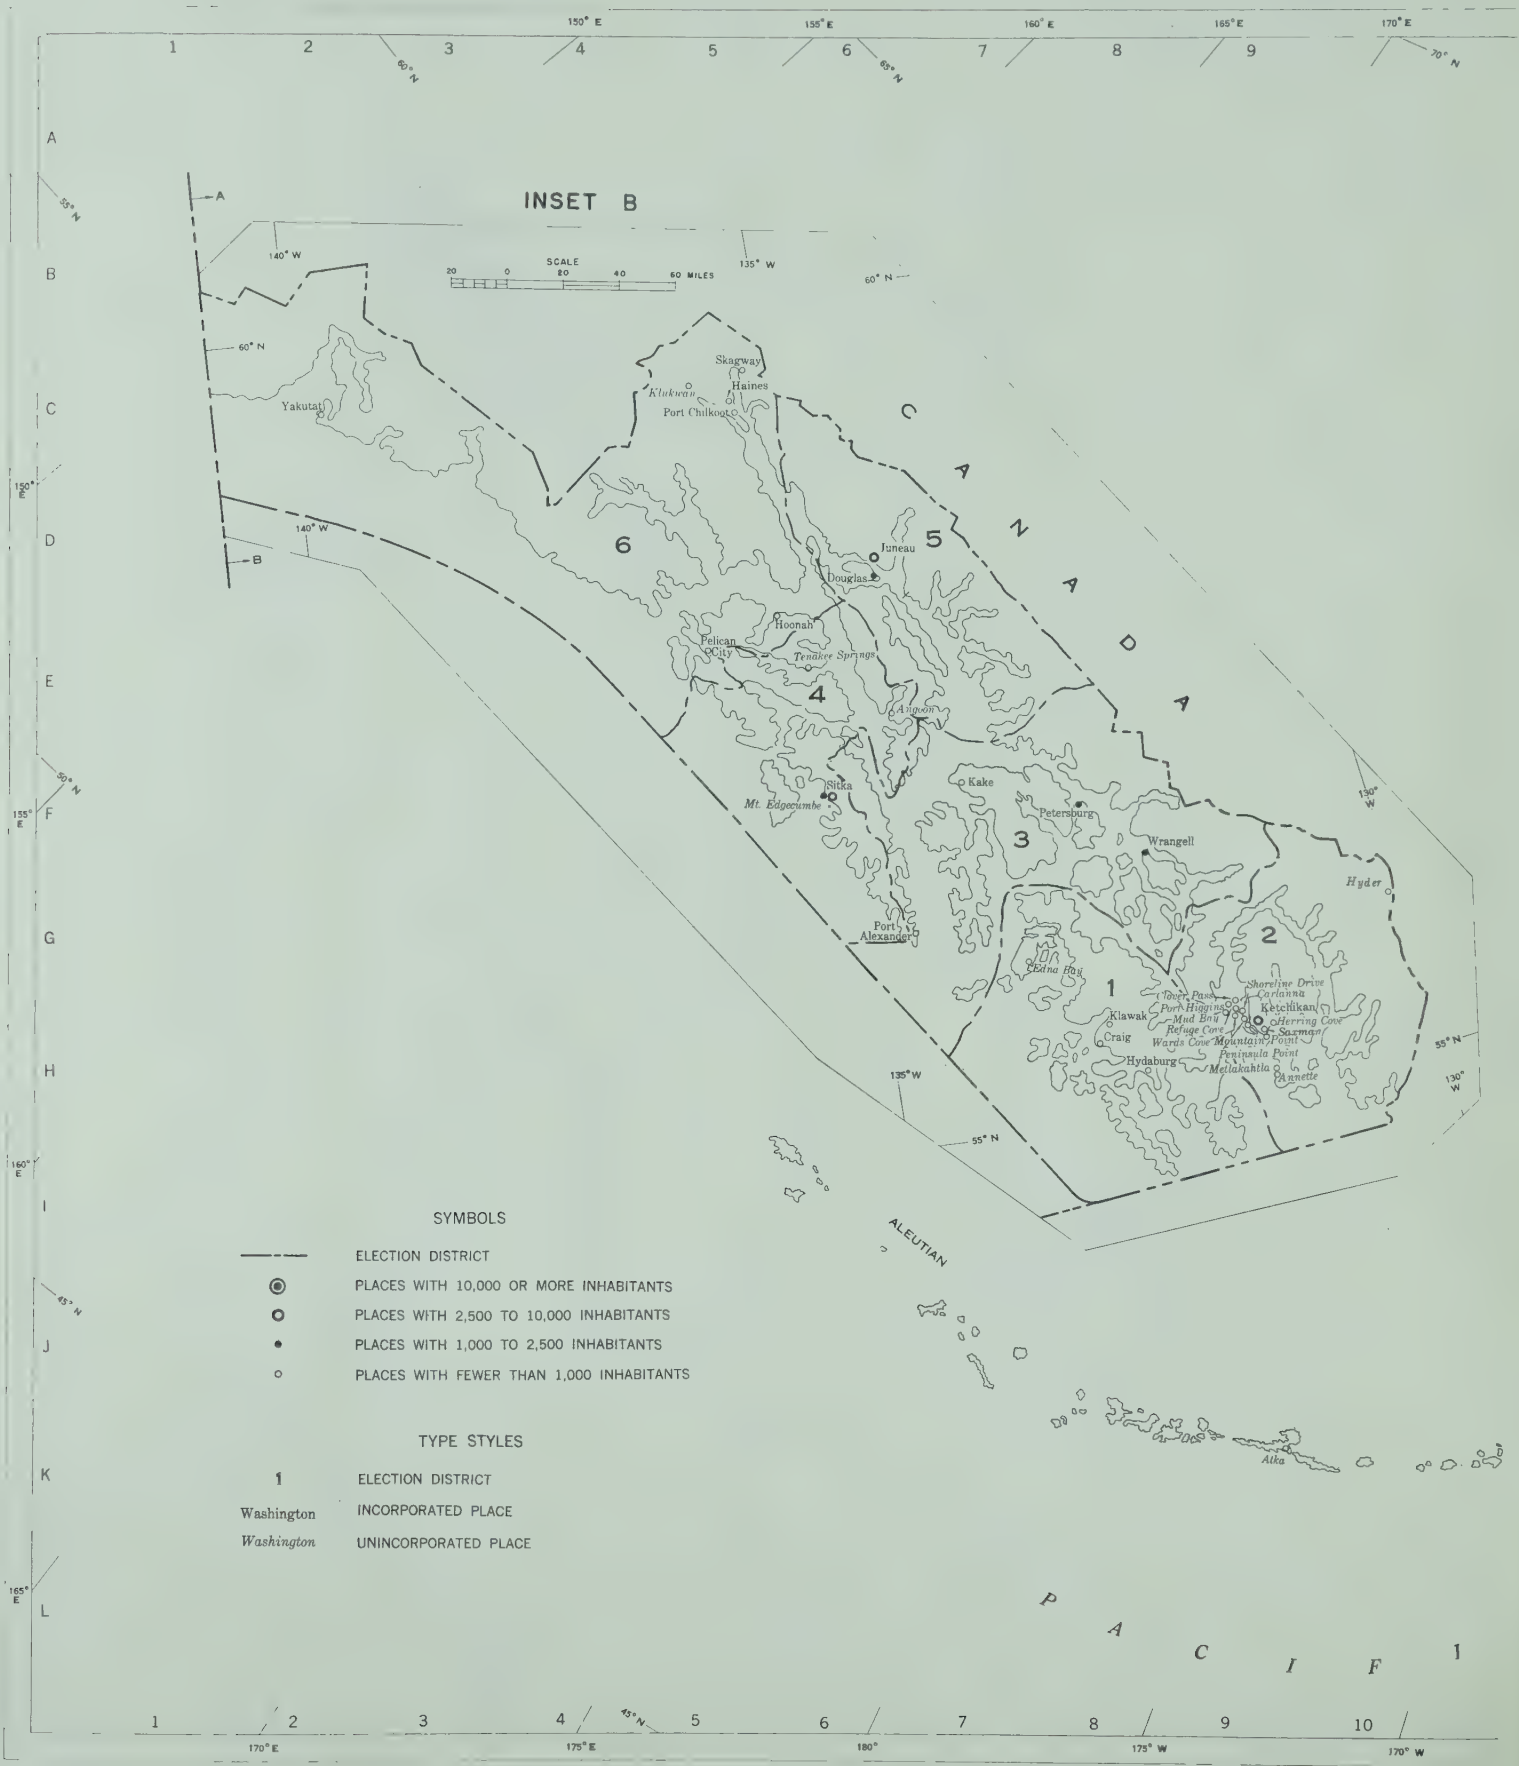 150° E 155° E 160° E 165° E 170° E
1 2 3 4 5 6 7 8 9
60° N 65° N 70° N
A
55° N
A
INSET B
B
140° W
SCALE
20 0 20 40 60 MILES
135° W
60° N
60° N
Skagway
Klukwan
Haines
Port Chilkoot
C
Yakutat
C A N A D A
150° E
140° W
D
B
6
5
Juneau
Douglas
Hoonah
Pelican City
Tenakee Springs
E
4
Angoon
50° N
155° E
F
Sitka
Mt. Edgecumbe
Kake
Petersburg
3
Wrangell
130° W
Hyder
G
Port Alexander
2
Edna Bay
1
Shoreline Drive
Clover Pass
Carlanna
Port Higgins
Ketchikan
Klawak
Mud Bay
Herring Cove
Refuge Cove
Saxman
Craig
Wards Cove
Mountain Point
Peninsula Point
Hydaburg
Metlakahtla
Annette
55° N
130° W
H
135° W
55° N
160° E
I
SYMBOLS
ALEUTIAN
ELECTION DISTRICT
PLACES WITH 10,000 OR MORE INHABITANTS
45° N
PLACES WITH 2,500 TO 10,000 INHABITANTS
J
PLACES WITH 1,000 TO 2,500 INHABITANTS
PLACES WITH FEWER THAN 1,000 INHABITANTS
TYPE STYLES
Atka
K
1 ELECTION DISTRICT
Washington INCORPORATED PLACE
Washington UNINCORPORATED PLACE
165° E
L
P A C I F I
1 2 3 4 45° N 5 6 7 8 9 10
170° E 175° E 180° 175° W 170° W